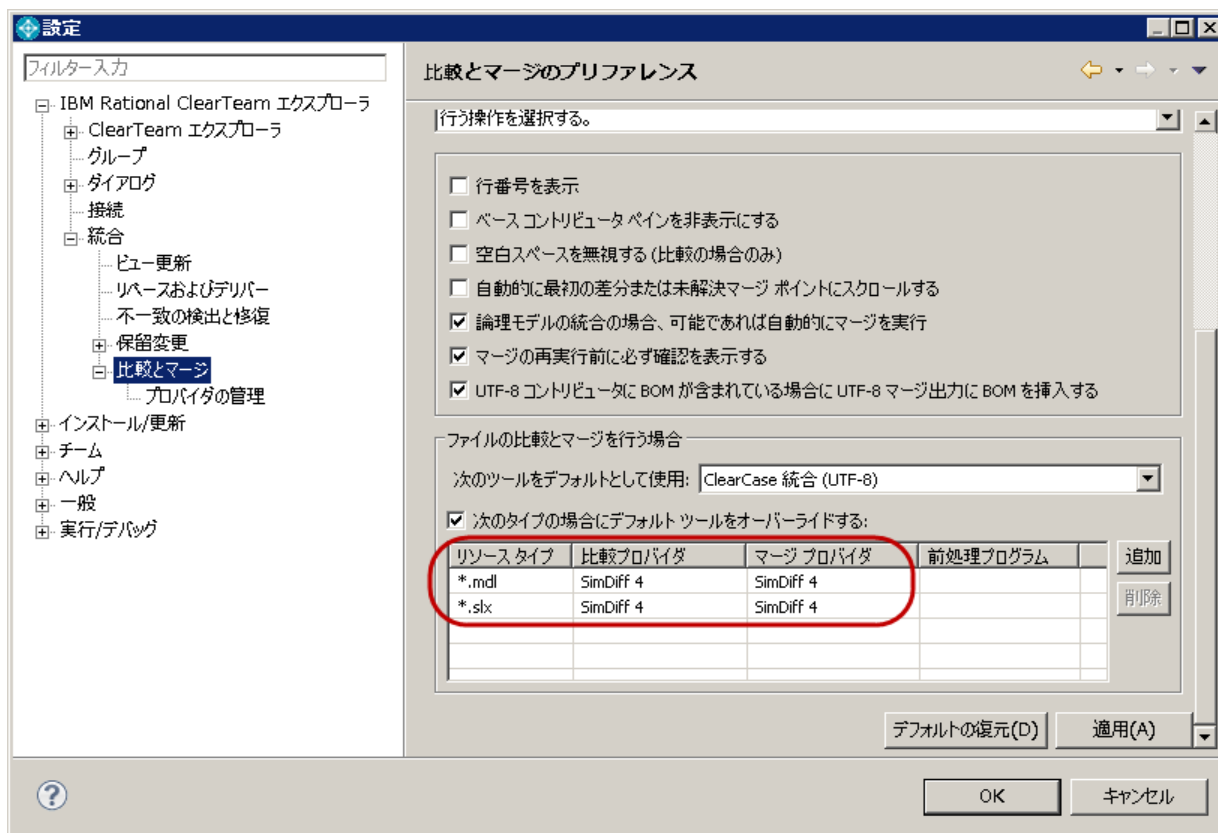 設定
フィルター入力
IBM Rational ClearTeam エクスプローラ
ClearTeam エクスプローラ
グループ
ダイアログ
接続
統合
ビュー更新
リベースおよびデリバー
不一致の検出と修復
保留変更
比較とマージ
プロバイダの管理
インストール/更新
チーム
ヘルプ
一般
実行/デバッグ
比較とマージのプリファレンス
行う操作を選択する。
行番号を表示
ベース コントリビュータ ペインを非表示にする
空白スペースを無視する (比較の場合のみ)
自動的に最初の差分または未解決マージ ポイントにスクロールする
論理モデルの統合の場合、可能であれば自動的にマージを実行
マージの再実行前に必ず確認を表示する
UTF-8 コントリビュータに BOM が含まれている場合に UTF-8 マージ出力に BOM を挿入する
ファイルの比較とマージを行う場合
次のツールをデフォルトとして使用: ClearCase 統合 (UTF-8)
次のタイプの場合にデフォルト ツールをオーバーライドする:
リソース タイプ 比較プロバイダ マージ プロバイダ 前処理プログラム 追加
*.mdl SimDiff 4 SimDiff 4
*.slx SimDiff 4 SimDiff 4 削除
デフォルトの復元(D) 適用(A)
OK キャンセル